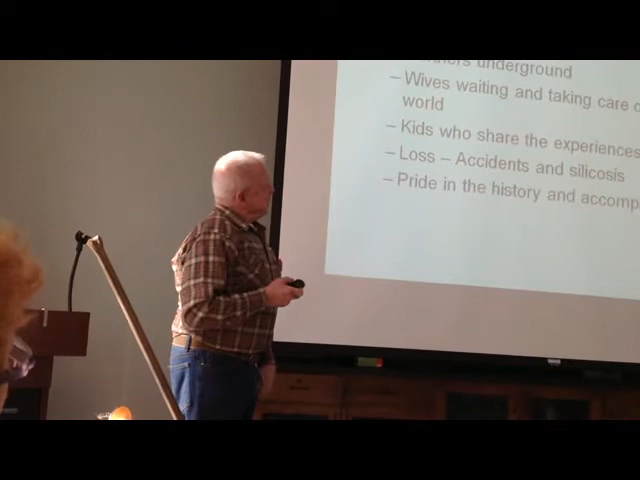 underground
– Wives waiting and taking care
world
– Kids who share the experiences
– Loss – Accidents and silicosis
– Pride in the history and